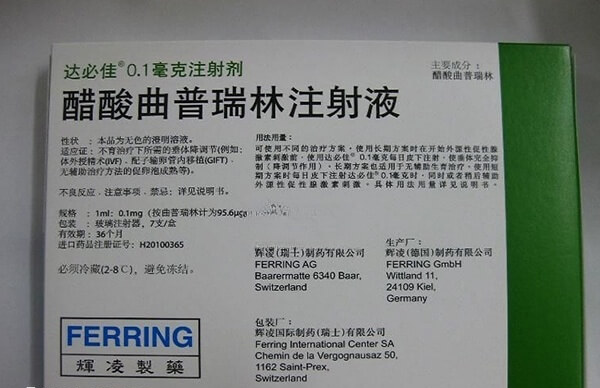 达必佳®0.1毫克注射剂
醋酸曲普瑞林注射液
主要成分：
醋酸曲普瑞林
性状：本品为无色的澄明溶液。
适应证：不育治疗下所需的垂体降调节(例如：
体外授精术(IVF)、配子输卵管内移植(GIFT)、
无辅助治疗方法的促卵泡成熟等)。
不良反应、注意事项、禁忌：详见说明书。
规格：1ml：0.1mg（按曲普瑞林计为95.6µg
包装：玻璃注射器，7支/盒
有效期：36个月
进口药品注册证号：H20100365
必须冷藏(2-8C)，避免冻结。
用法用量：
可使用不同的治疗方案，使用长期方案时在开始外源性促性腺
激素刺激前，使用达必佳®0.1毫克每日皮下注射，使垂体完全抑
制（降调节作用）。长期方案也适用于无辅助生育治疗。使用短
期方案时每日皮下注射达必佳®0.1毫克时，同时或者稍后辅助
外源性促性腺激素刺激。具体用法用量详见说明书。
辉凌（瑞士）制药有限公司
FERRING AG
Baarermatte 6340 Baar,
Switzerland
生产厂：
辉凌（德国）制药有限公司
FERRING GmbH
Wittland 11,
24109 Kiel,
Germany
包装厂：
辉凌国际制药(瑞士)有限公司
Ferring International Center SA
Chemin de la Vergognausaz 50,
1162 Saint-Prex,
Switzerland
FERRING
輝凌製藥